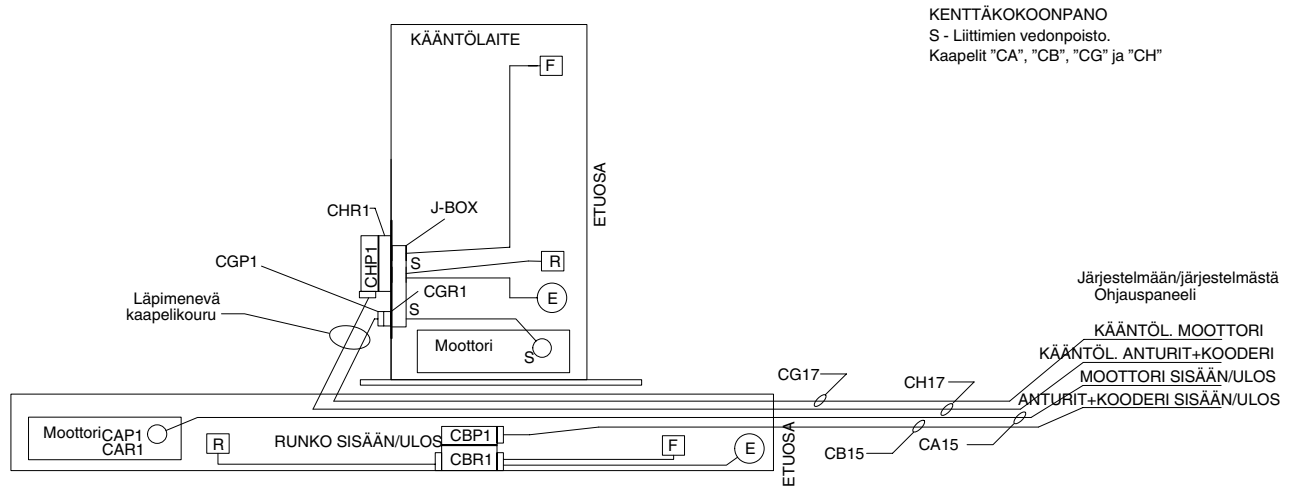 KENTTÄKOKOONPANO
S - Liittimien vedonpoisto.
Kaapelit ”CA”, ”CB”, ”CG” ja ”CH”
KÄÄNTÖLAITE
F
ETUOSA
CHR1
J-BOX
CHP1
S
R
CGP1
CGR1
E
Läpimenevä
kaapelikouru
S
Moottori
S
Järjestelmään/järjestelmästä
Ohjauspaneeli
KÄÄNTÖL. MOOTTORI
KÄÄNTÖL. ANTURIT+KOODERI
MOOTTORI SISÄÄN/ULOS
ANTURIT+KOODERI SISÄÄN/ULOS
CG17
CH17
CB15
CA15
Moottori
CAP1
CAR1
R
RUNKO SISÄÄN/ULOS
CBP1
CBR1
F
E
ETUOSA